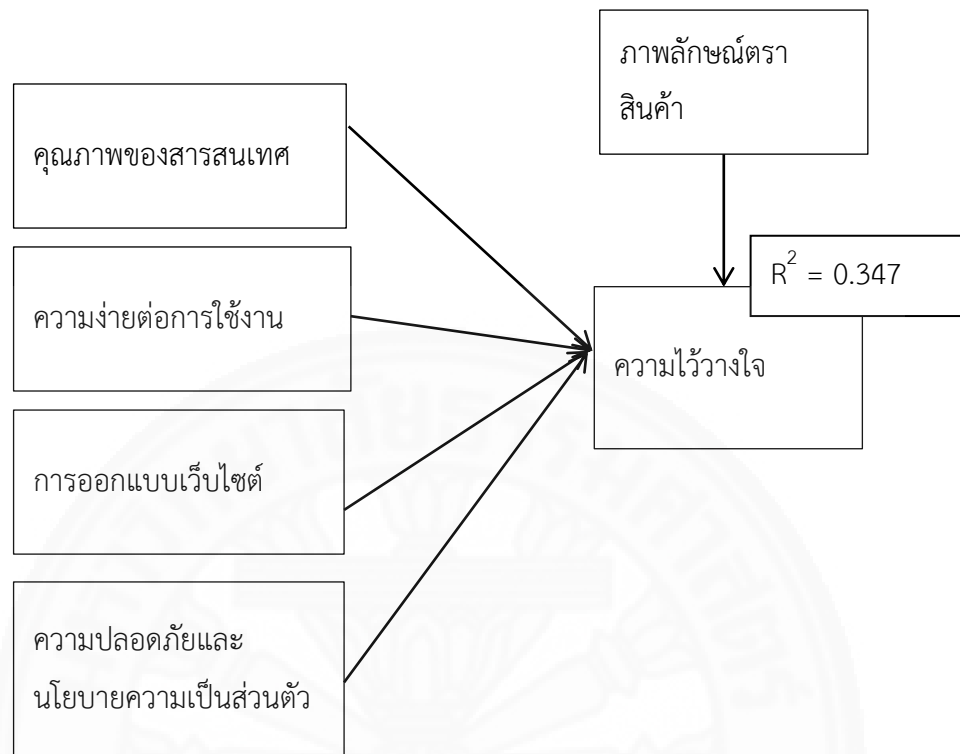 ภาพลักษณ์ตรา
สินค้า
คุณภาพของสารสนเทศ
R² = 0.347
ความง่ายต่อการใช้งาน
ความไว้วางใจ
การออกแบบเว็บไซต์
ความปลอดภัยและ
นโยบายความเป็นส่วนตัว